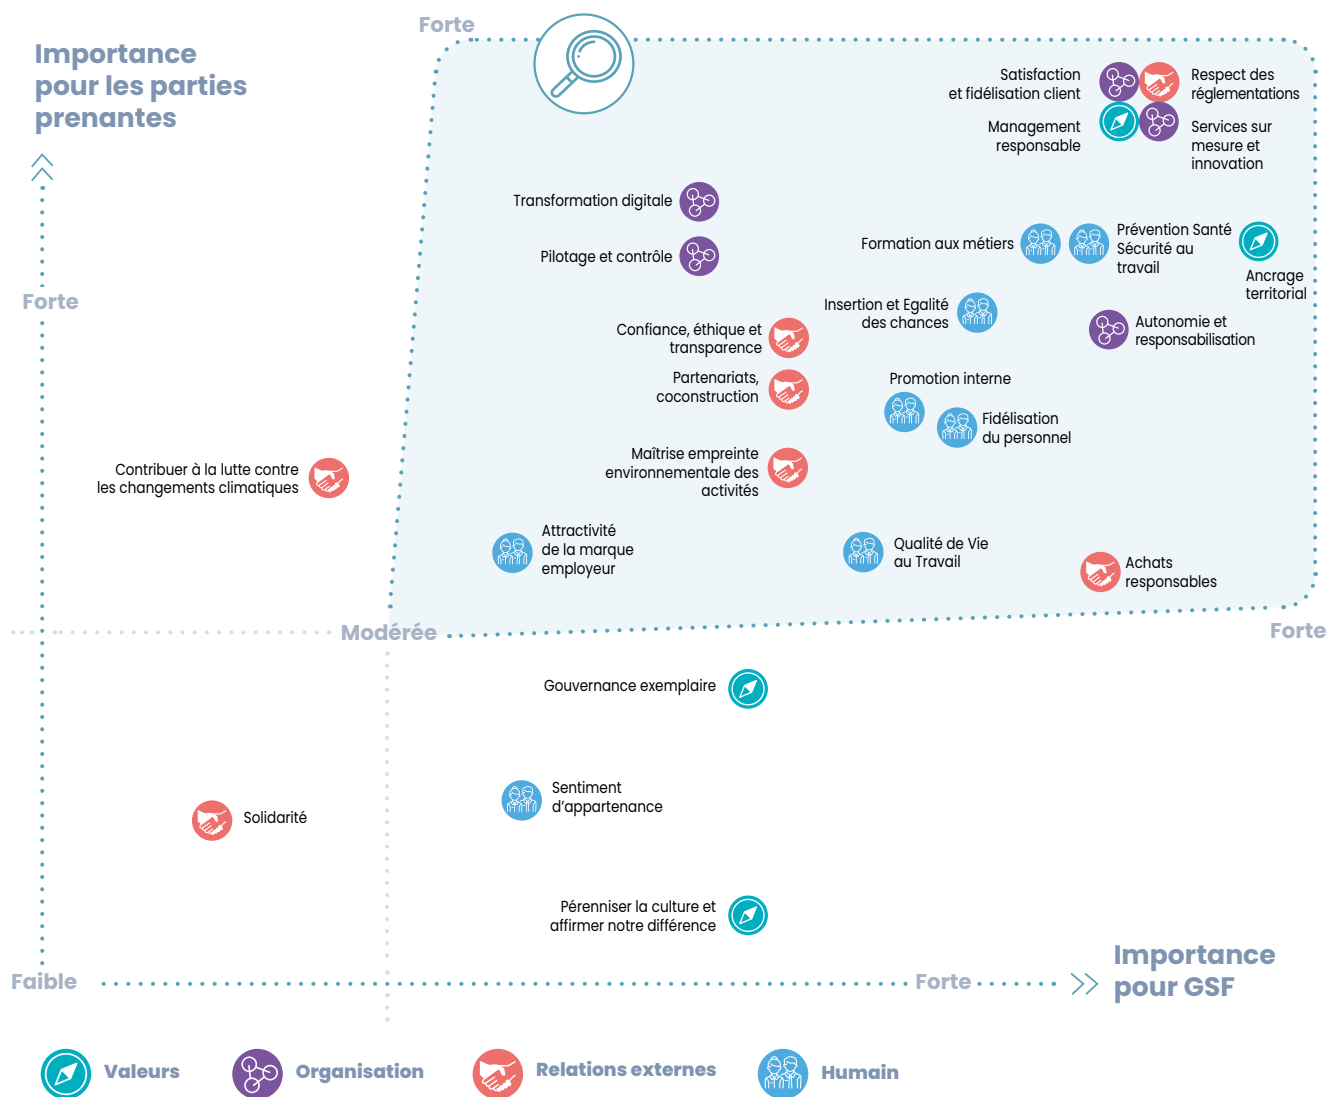 Importance
pour les parties
prenantes
Forte
Satisfaction
et fidélisation client
Respect des
réglementations
Management
responsable
Services sur
mesure et
innovation
Transformation digitale
Pilotage et contrôle
Formation aux métiers
Prévention Santé
Sécurité au
travail
Ancrage
territorial
Forte
Insertion et Egalité
des chances
Autonomie et
responsabilisation
Confiance, éthique et
transparence
Partenariats,
coconstruction
Promotion interne
Fidélisation
du personnel
Contribuer à la lutte contre
les changements climatiques
Maîtrise empreinte
environnementale des
activités
Attractivité
de la marque
employeur
Qualité de Vie
au Travail
Achats
responsables
Modérée
Forte
Gouvernance exemplaire
Sentiment
d’appartenance
Solidarité
Pérenniser la culture et
affirmer notre différence
Faible
Forte
Importance
pour GSF
Valeurs
Organisation
Relations externes
Humain